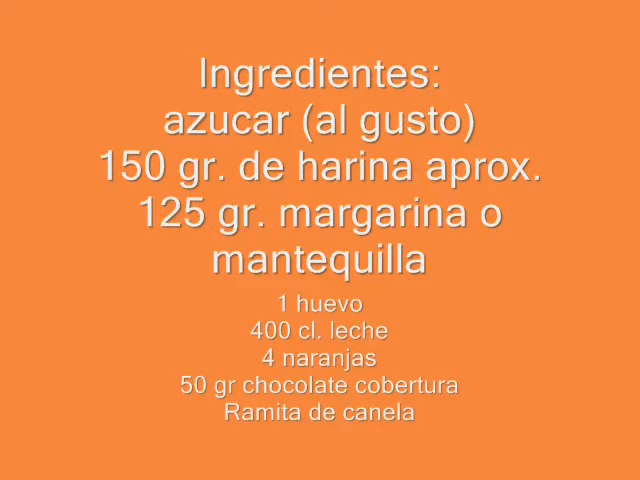 Ingredientes:
azucar (al gusto)
150 gr. de harina aprox.
125 gr. margarina o
mantequilla
1 huevo
400 cl. leche
4 naranjas
50 gr chocolate cobertura
Ramita de canela